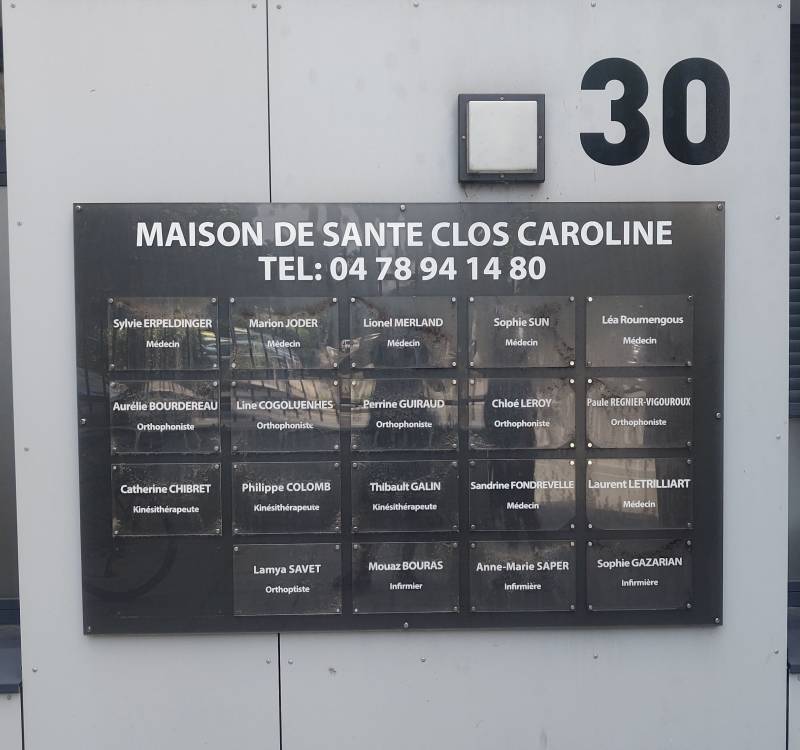 30
MAISON DE SANTE CLOS CAROLINE
TEL: 04 78 94 14 80
Sylvie ERPELDINGER
Médecin
Marion JODER
Médecin
Lionel MERLAND
Médecin
Sophie SUN
Médecin
Léa Roumengous
Médecin
Aurélie BOURDEREAU
Orthophoniste
Line COGOLUENHES
Orthophoniste
Perrine GUIRAUD
Orthophoniste
Chloé LEROY
Orthophoniste
Paule REGNIER-VIGOUROUX
Orthophoniste
Catherine CHIBRET
Kinésithérapeute
Philippe COLOMB
Kinésithérapeute
Thibault GALIN
Kinésithérapeute
Sandrine FONDREVELLE
Médecin
Laurent LETRILLIART
Médecin
Lamya SAVET
Orthoptiste
Mouaz BOURAS
Infirmier
Anne-Marie SAPER
Infirmière
Sophie GAZARIAN
Infirmière